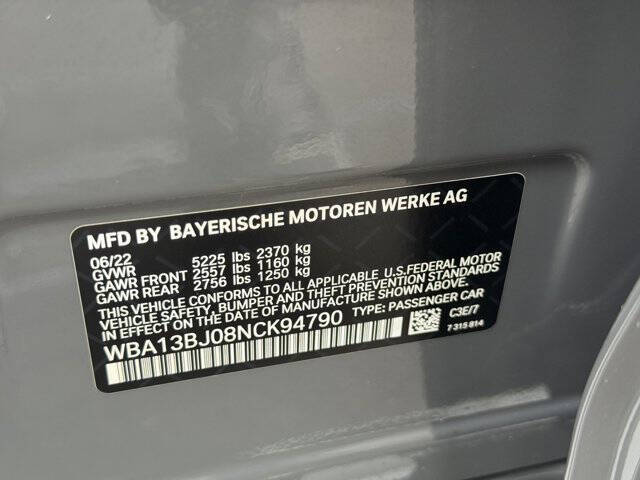 MFD BY BAYERISCHE MOTOREN WERKE AG
06/22
GVWR 5225 lbs 2370 kg
GAWR FRONT 2557 lbs 1160 kg
GAWR REAR 2756 lbs 1250 kg
THIS VEHICLE CONFORMS TO ALL APPLICABLE U.S.FEDERAL MOTOR
VEHICLE SAFETY, BUMPER AND THEFT PREVENTION STANDARDS
IN EFFECT ON THE DATE OF MANUFACTURE SHOWN ABOVE.
WBA13BJ08NCK94790 TYPE: PASSENGER CAR
C3E/7
7 315 814